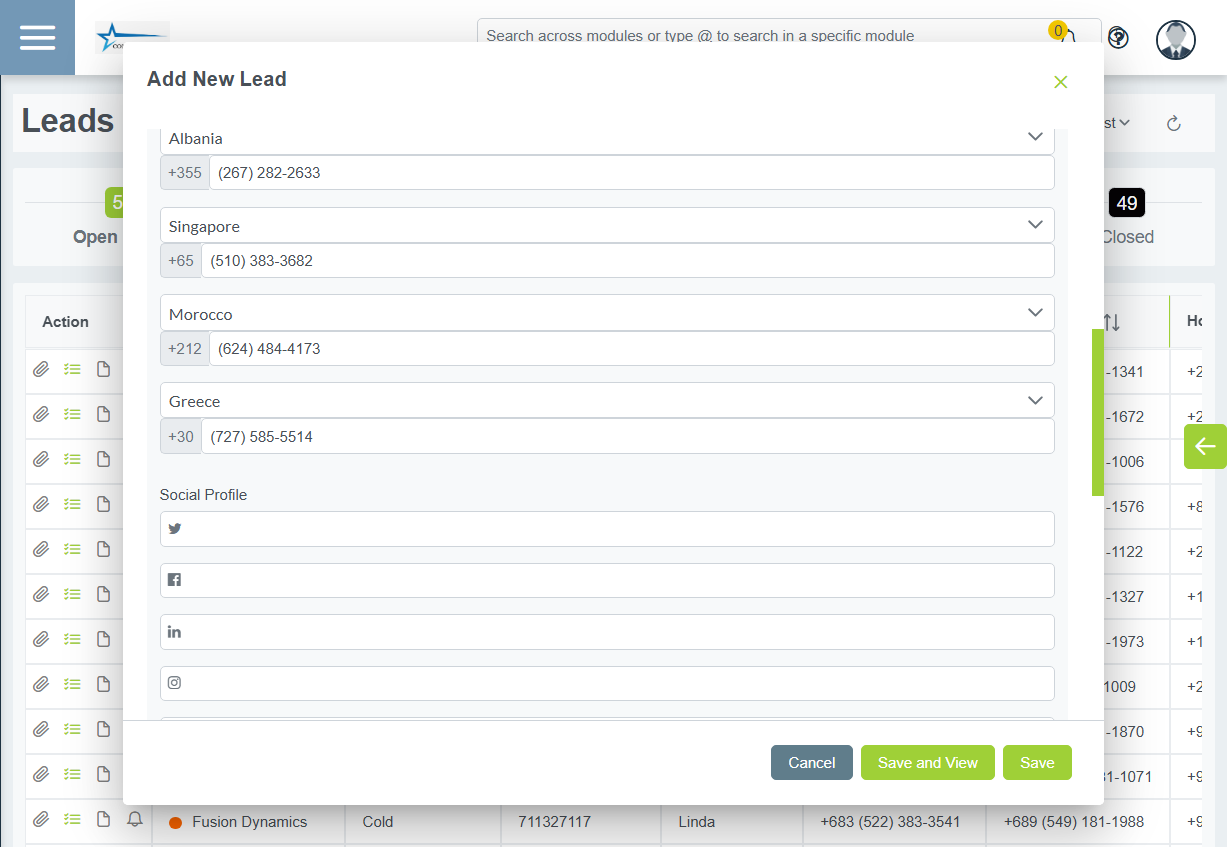 Search across modules or type @ to search in a specific module
0
Add New Lead
Leads
Albania
+355 (267) 282-2633
Singapore
+65 (510) 383-3682
Morocco
+212 (624) 484-4173
Greece
+30 (727) 585-5514
Social Profile
Cancel
Save and View
Save
st
5
Open
49
Closed
Action
Ho
-1341 +2
-1672 +2
-1006
-1576 +8
-1122 +2
-1327 +1
-1973 +1
1009 +2
-1870 +9
31-1071 +9
Fusion Dynamics Cold 711327117 Linda +683 (522) 383-3541 +689 (549) 181-1988 +9